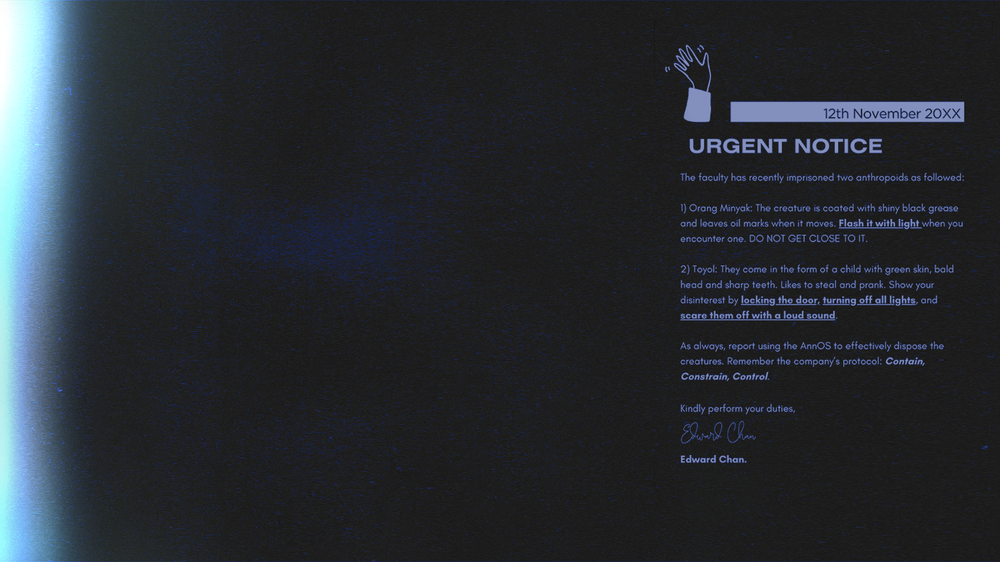 12th November 20XX
URGENT NOTICE
The faculty has recently imprisoned two anthropoids as followed:
1) Orang Minyak: The creature is coated with shiny black grease
and leaves oil marks when it moves. Flash it with light when you
encounter one. DO NOT GET CLOSE TO IT.
2) Toyol: They come in the form of a child with green skin, bald
head and sharp teeth. Likes to steal and prank. Show your
disinterest by locking the door, turning off all lights, and
scare them off with a loud sound.
As always, report using the AnnOS to effectively dispose the
creatures. Remember the company’s protocol: Contain,
Constrain, Control.
Kindly perform your duties,
Edward Chan
Edward Chan.